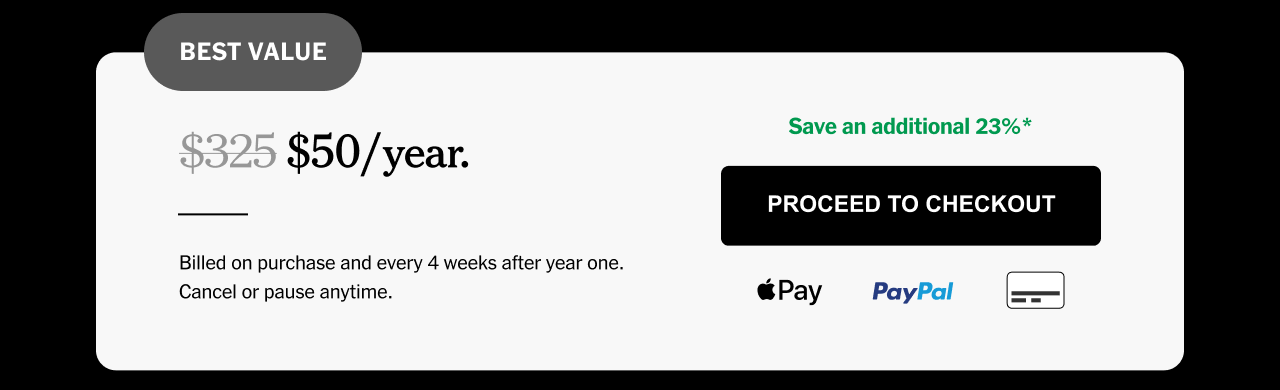 BEST VALUE
$325 $50/year.
Billed on purchase and every 4 weeks after year one.
Cancel or pause anytime.
Save an additional 23%*
PROCEED TO CHECKOUT
Pay PayPal